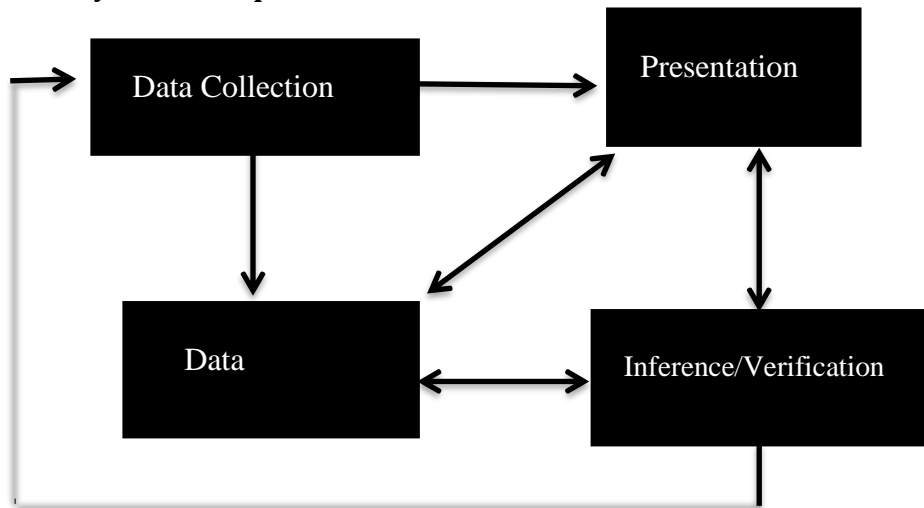 Data Collection
Presentation
Data
Inference/Verification